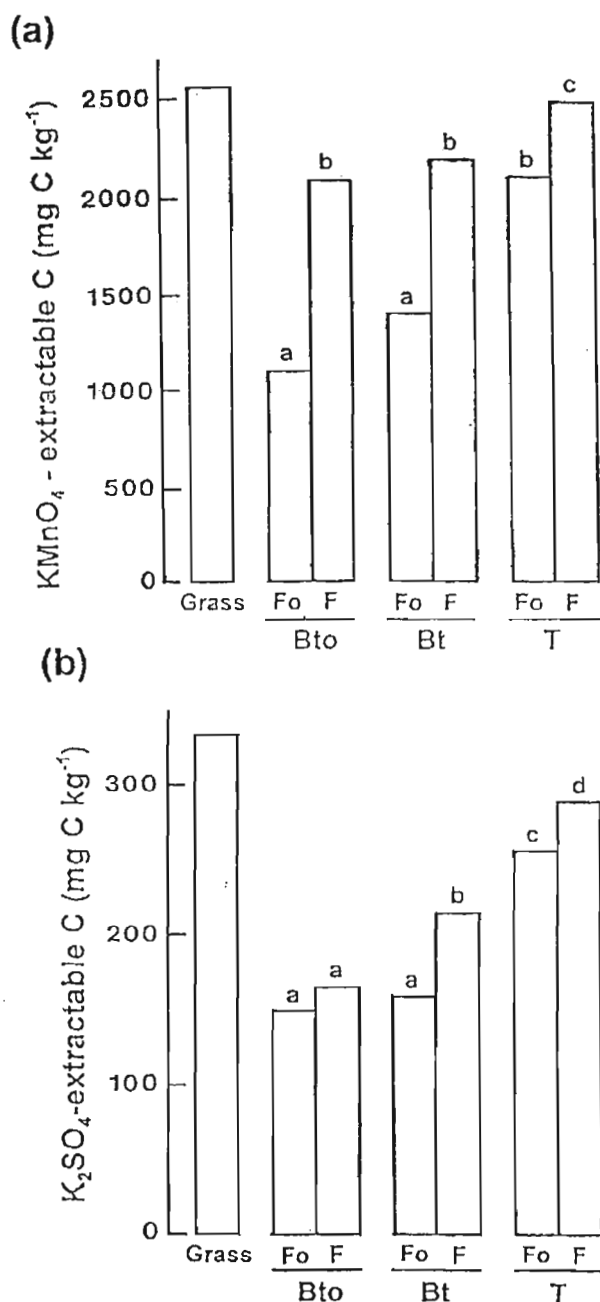 (a)
KMnO₄ - extractable C (mg C kg⁻¹)
2500
2000
1500
1000
500
0
a
b
a
b
b
c
Grass
Fo F
Fo F
Fo F
Bto
Bt
T
(b)
K₂SO₄-extractable C (mg C kg⁻¹)
300
200
100
0
a
a
a
b
c
d
Grass
Fo F
Fo F
Fo F
Bto
Bt
T